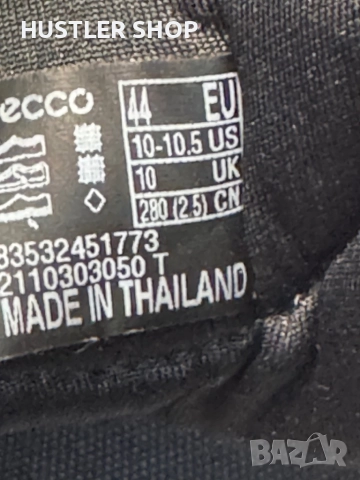 HUSTLER SHOP
ecco
44 EU
10-10.5 US
10 UK
280 (2.5) CN
83532451773
2110303050 T
MADE IN THAILAND
BAZAR